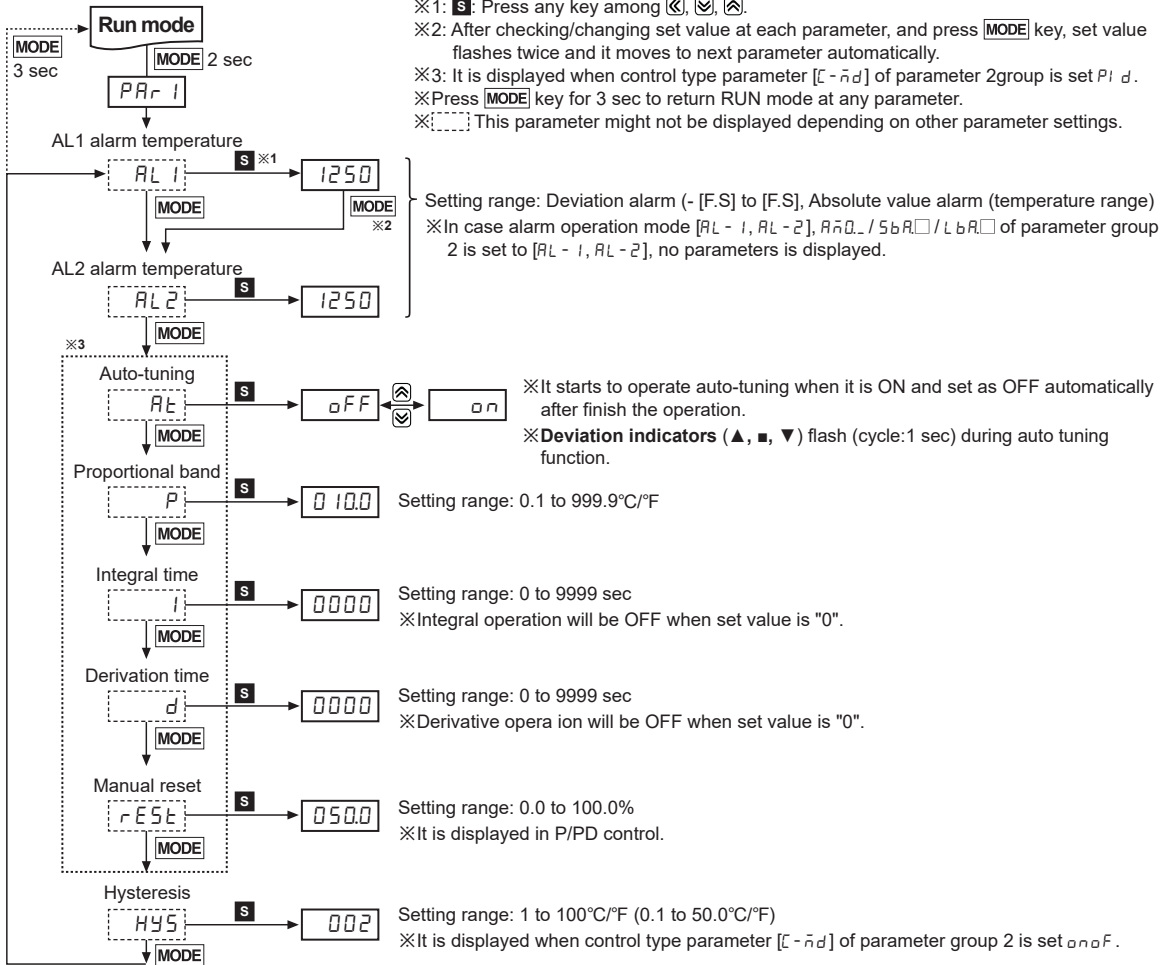 ※1: S: Press any key among «, , .
※2: After checking/changing set value at each parameter, and press MODE key, set value
flashes twice and it moves to next parameter automatically.
※3: It is displayed when control type parameter [C-md] of parameter 2group is set PId.
※Press MODE key for 3 sec to return RUN mode at any parameter.
※ This parameter might not be displayed depending on other parameter settings.
Run mode
MODE
3 sec
MODE 2 sec
PAr1
AL1 alarm temperature
AL1
S ※1
1250
MODE
MODE
※2
Setting range: Deviation alarm (- [F.S] to [F.S], Absolute value alarm (temperature range)
※In case alarm operation mode [AL-1, AL-2], Am0._ / SbA.□ / LbA.□ of parameter group
2 is set to [AL-1, AL-2], no parameters is displayed.
AL2 alarm temperature
AL2
S
1250
MODE
※3
Auto-tuning
At
S
oFF
on
MODE
※It starts to operate auto-tuning when it is ON and set as OFF automatically
after finish the operation.
※Deviation indicators (▲, ■, ▼) flash (cycle:1 sec) during auto tuning
function.
Proportional band
P
S
010.0
Setting range: 0.1 to 999.9°C/°F
MODE
Integral time
I
S
0000
Setting range: 0 to 9999 sec
※Integral operation will be OFF when set value is "0".
MODE
Derivation time
d
S
0000
Setting range: 0 to 9999 sec
※Derivative opera ion will be OFF when set value is "0".
MODE
Manual reset
rESt
S
050.0
Setting range: 0.0 to 100.0%
※It is displayed in P/PD control.
MODE
Hysteresis
HYS
S
002
Setting range: 1 to 100°C/°F (0.1 to 50.0°C/°F)
※It is displayed when control type parameter [C-md] of parameter group 2 is set onoF.
MODE